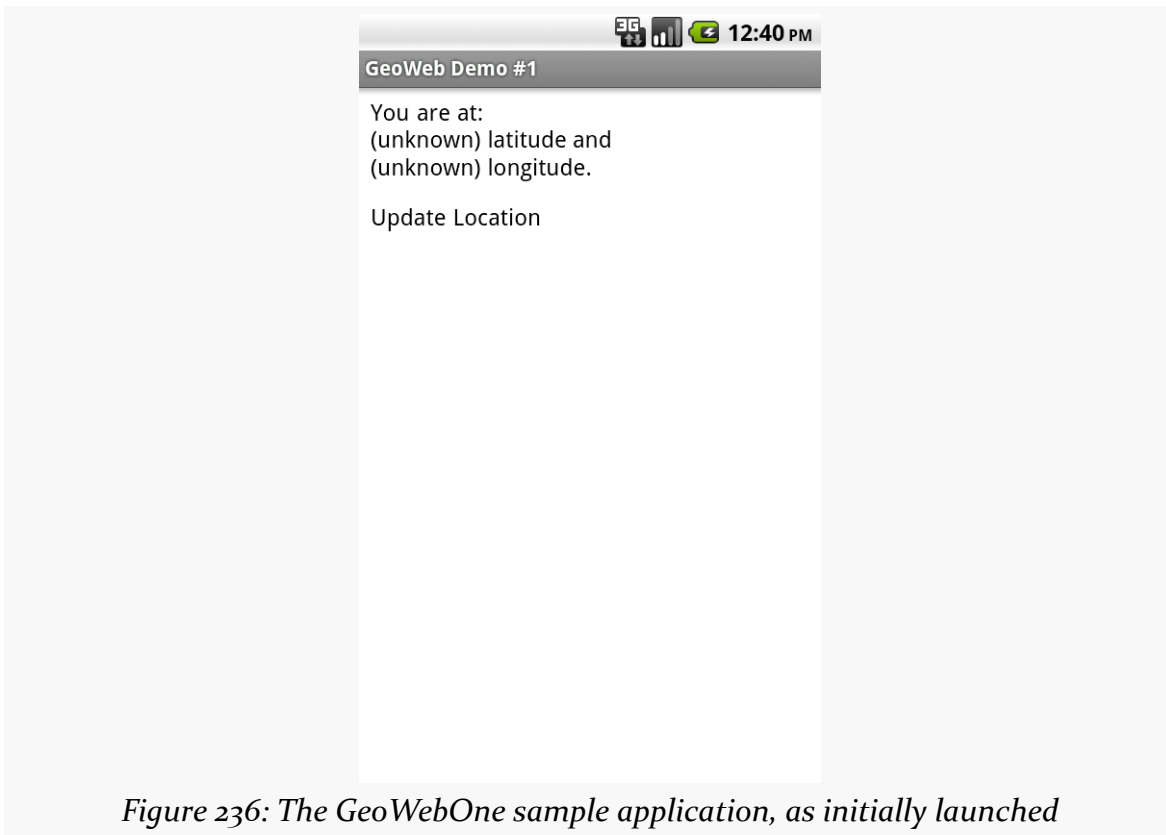 3G 12:40 PM
GeoWeb Demo #1
You are at:
(unknown) latitude and
(unknown) longitude.
Update Location
Figure 236: The GeoWebOne sample application, as initially launched